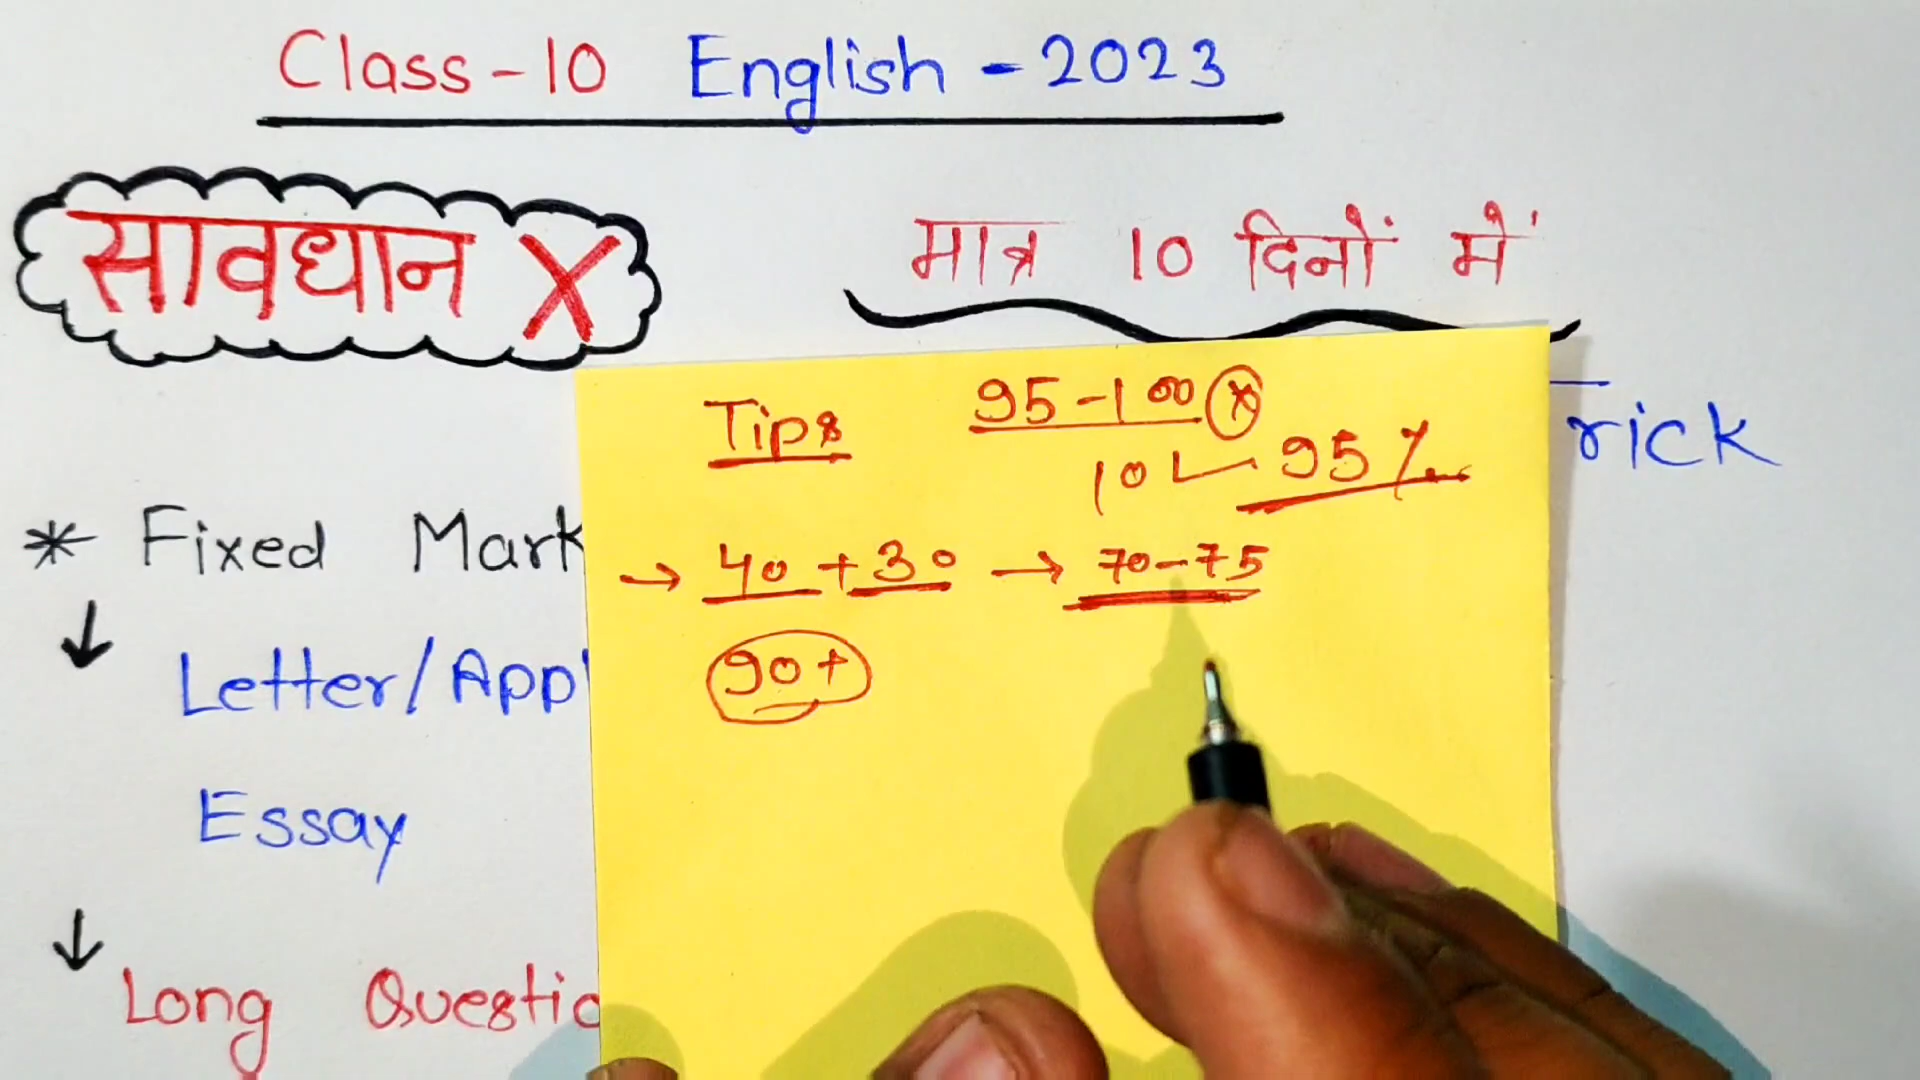 Class-10 English-2023
सावधान X
मात्र 10 दिनों में
Tips 95-100
rick
10 95%
* Fixed Mark
→ 40+30 → 70-75
↓
Letter/App
90+
Essay
↓
Long Questio